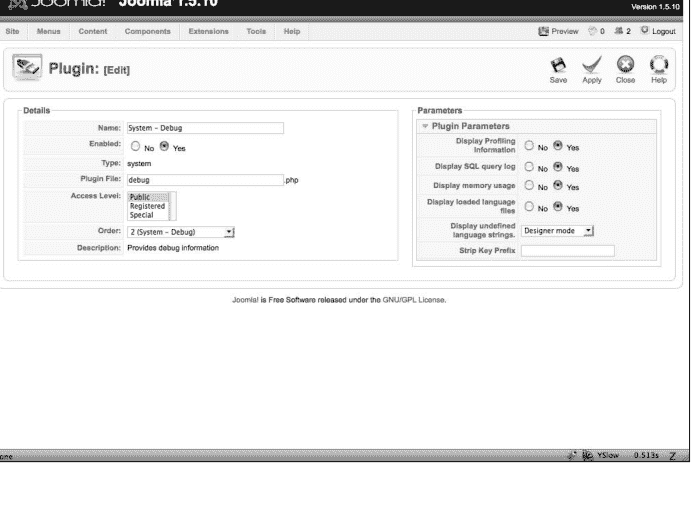 Joomla! Joomla! 1.5.10
Version 1.5.10
Site Menus Content Components Extensions Tools Help
Preview 0 2 Logout
Plugin: [Edit]
Save Apply Close Help
Details
Name: System - Debug
Enabled: No Yes
Type: system
Plugin File: debug .php
Access Level: Public
Registered
Special
Order: 2 (System - Debug)
Description: Provides debug information
Parameters
Plugin Parameters
Display Profiling
Information No Yes
Display SQL query log No Yes
Display memory usage No Yes
Display loaded language
files No Yes
Display undefined
language strings. Designer mode
Strip Key Prefix
Joomla! is Free Software released under the GNU/GPL License.
one YSlow 0.513s